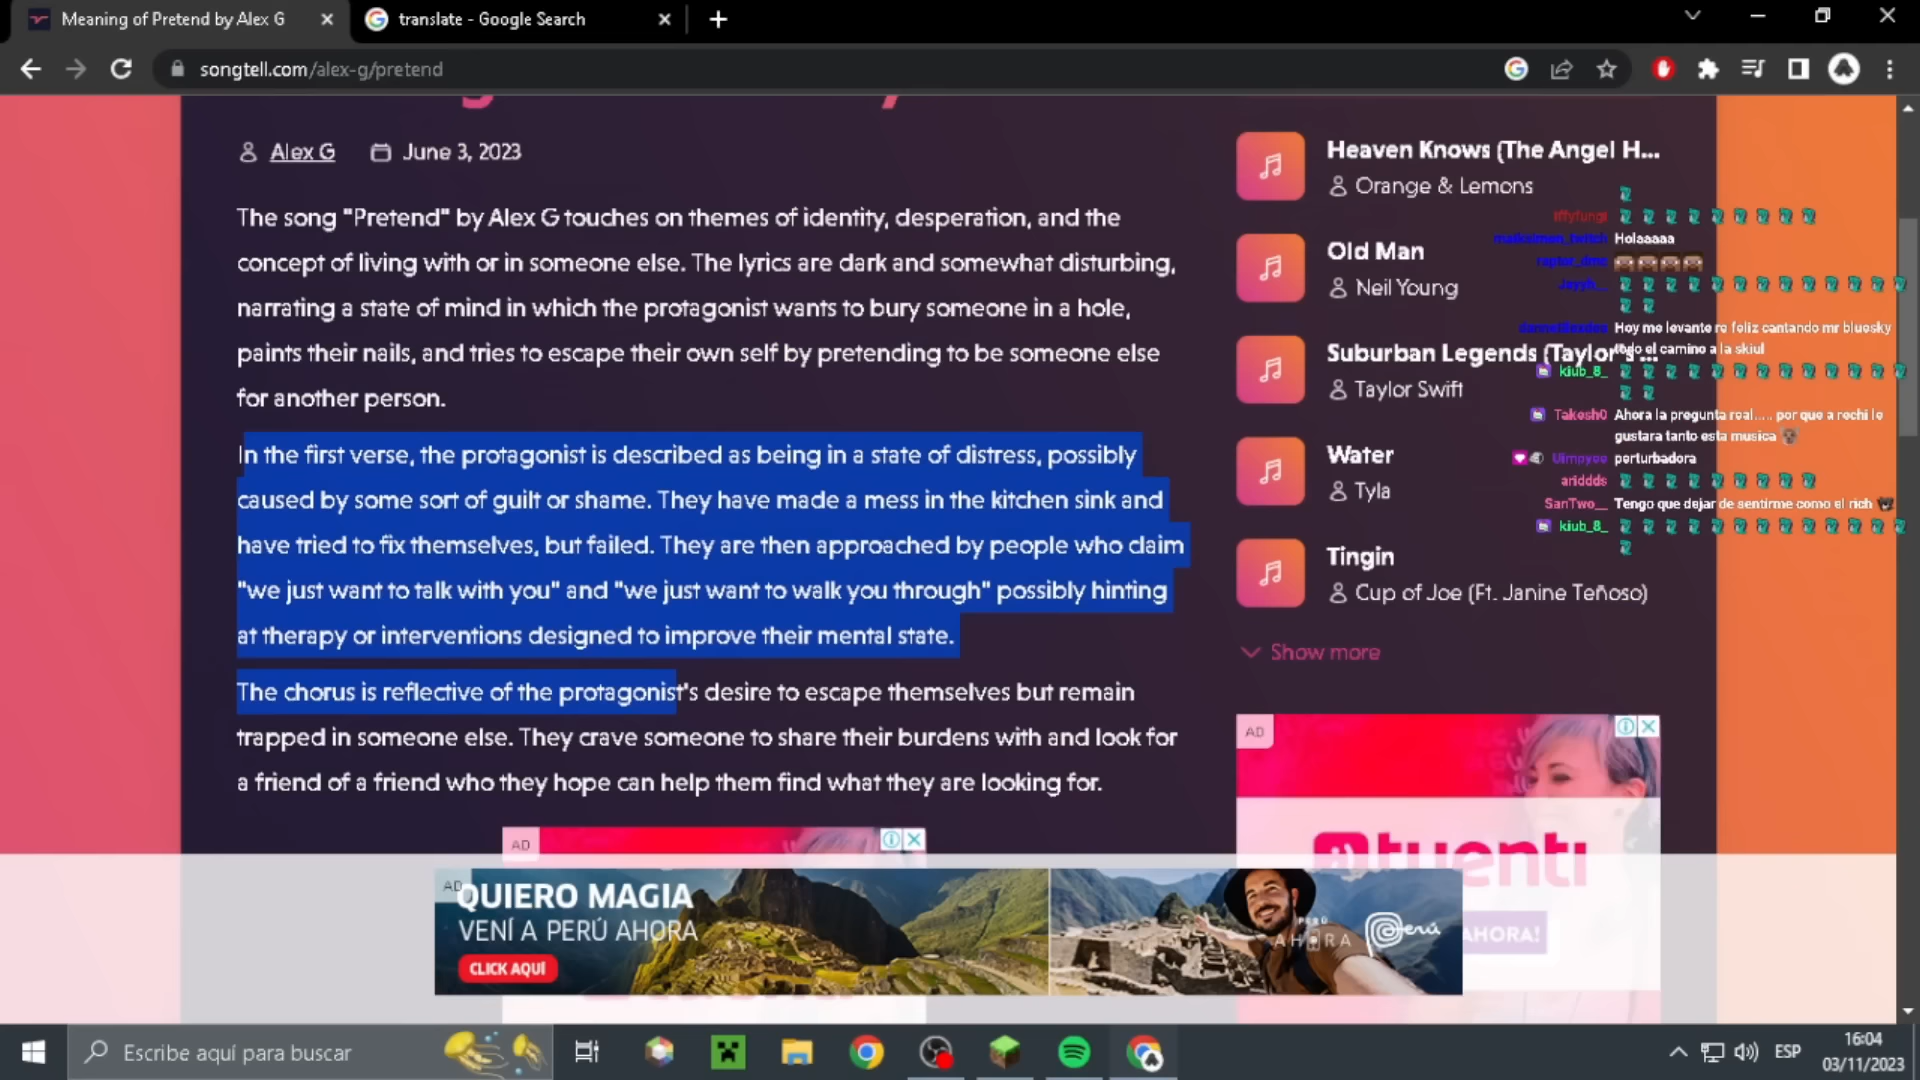 Meaning of Pretend by Alex G
translate - Google Search
songtell.com/alex-g/pretend
Alex G
June 3, 2023
The song "Pretend" by Alex G touches on themes of identity, desperation, and the
concept of living with or in someone else. The lyrics are dark and somewhat disturbing,
narrating a state of mind in which the protagonist wants to bury someone in a hole,
paints their nails, and tries to escape their own self by pretending to be someone else
for another person.
In the first verse, the protagonist is described as being in a state of distress, possibly
caused by some sort of guilt or shame. They have made a mess in the kitchen sink and
have tried to fix themselves, but failed. They are then approached by people who claim
"we just want to talk with you" and "we just want to walk you through" possibly hinting
at therapy or interventions designed to improve their mental state.
The chorus is reflective of the protagonist's desire to escape themselves but remain
trapped in someone else. They crave someone to share their burdens with and look for
a friend of a friend who they hope can help them find what they are looking for.
Heaven Knows (The Angel H...
Orange & Lemons
Old Man
Neil Young
Suburban Legends (Taylor's ...
Taylor Swift
Water
Tyla
Tingin
Cup of Joe (Ft. Janine Teñoso)
Show more
iffyfungi
Holaaaaa
raptor_dmc
Hoy me levante re feliz cantando mr bluesky
todo el camino a la skiul
kiub_8_
Takesh0 Ahora la pregunta real..... por que a rechi le
gustara tanto esta musica
Uimpyoo perturbadora
ariddds
SanTwo__ Tengo que dejar de sentirme como el rich
kiub_8_
AD
tuenti
AHORA!
AD
AD
QUIERO MAGIA
VENÍ A PERÚ AHORA
CLICK AQUÍ
PERÚ
AHORA
Perú
Escribe aquí para buscar
ESP
16:04
03/11/2023